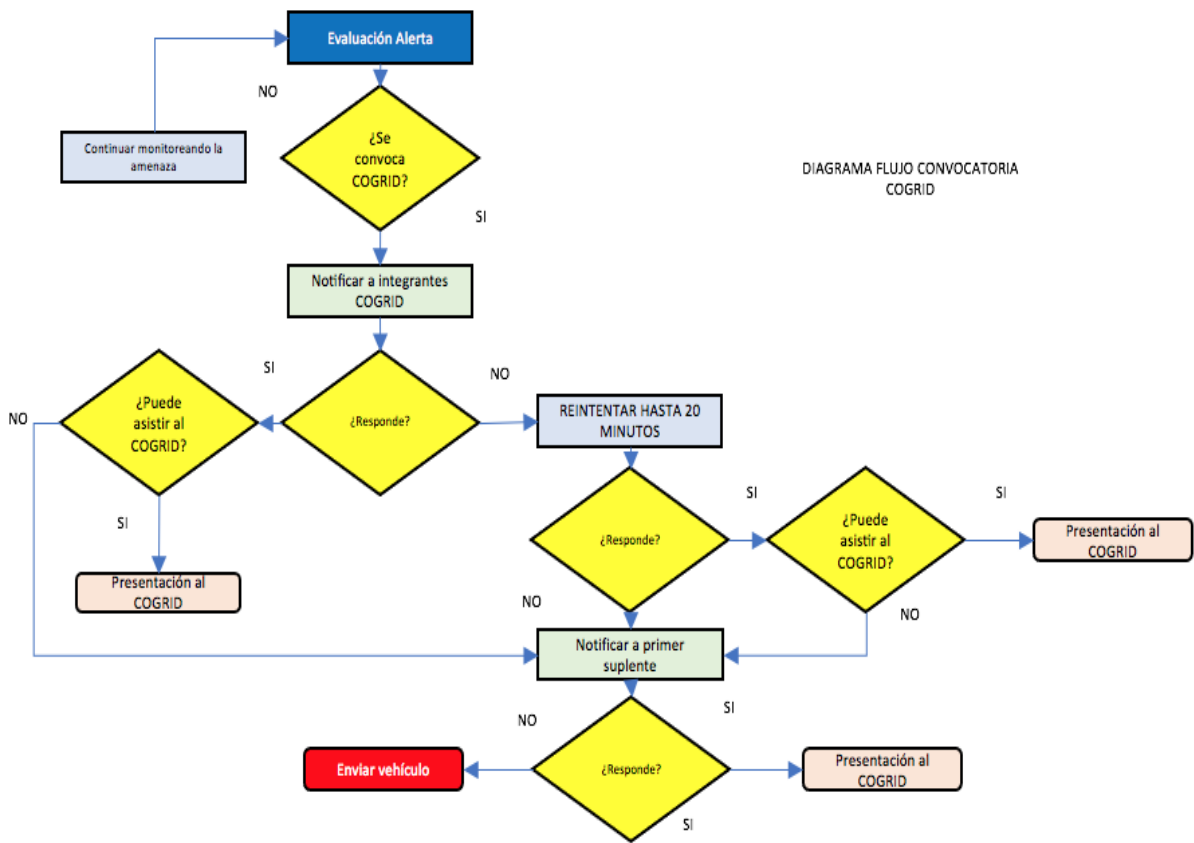 Evaluación Alerta
NO
¿Se
convoca
COGRID?
Continuar monitoreando la
amenaza
DIAGRAMA FLUJO CONVOCATORIA
COGRID
SI
Notificar a integrantes
COGRID
SI
NO
¿Puede
asistir al
COGRID?
¿Responde?
REINTENTAR HASTA 20
MINUTOS
NO
SI
SI
SI
¿Responde?
¿Puede
asistir al
COGRID?
Presentación al
COGRID
Presentación al
COGRID
NO
NO
Notificar a primer
suplente
NO
SI
Enviar vehículo
¿Responde?
Presentación al
COGRID
SI